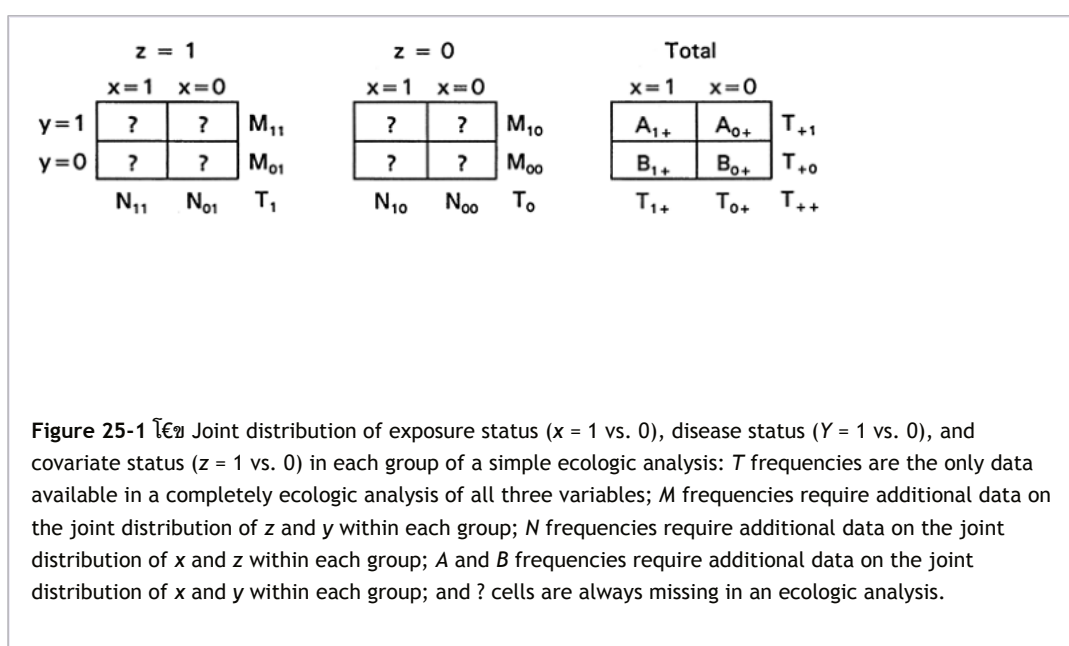 z = 1 z = 0 Total
x=1 x=0 x=1 x=0 x=1 x=0
y=1 ? ? M₁₁ ? ? M₁₀ A₁₊ A₀₊ T₊₁
y=0 ? ? M₀₁ ? ? M₀₀ B₁₊ B₀₊ T₊₀
N₁₁ N₀₁ T₁ N₁₀ N₀₀ T₀ T₁₊ T₀₊ T₊₊
Figure 25-1 โ€ข Joint distribution of exposure status (x = 1 vs. 0), disease status (Y = 1 vs. 0), and
covariate status (z = 1 vs. 0) in each group of a simple ecologic analysis: T frequencies are the only data
available in a completely ecologic analysis of all three variables; M frequencies require additional data on
the joint distribution of z and y within each group; N frequencies require additional data on the joint
distribution of x and z within each group; A and B frequencies require additional data on the joint
distribution of x and y within each group; and ? cells are always missing in an ecologic analysis.